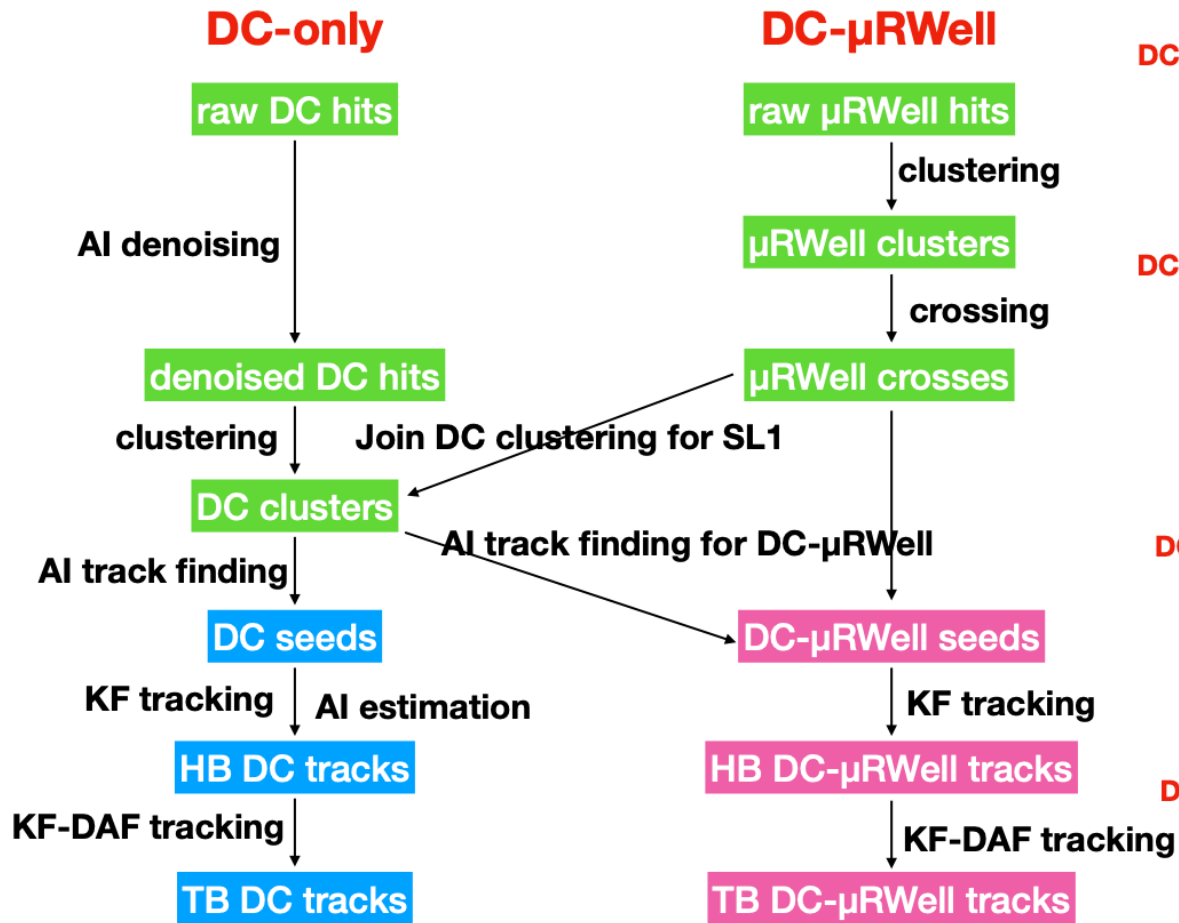 DC-only
DC-µRWell
DC
raw DC hits
raw µRWell hits
clustering
AI denoising
µRWell clusters
DC
crossing
denoised DC hits
µRWell crosses
clustering
Join DC clustering for SL1
DC clusters
AI track finding for DC-µRWell
AI track finding
DC seeds
DC-µRWell seeds
KF tracking
AI estimation
KF tracking
HB DC tracks
HB DC-µRWell tracks
KF-DAF tracking
KF-DAF tracking
TB DC tracks
TB DC-µRWell tracks